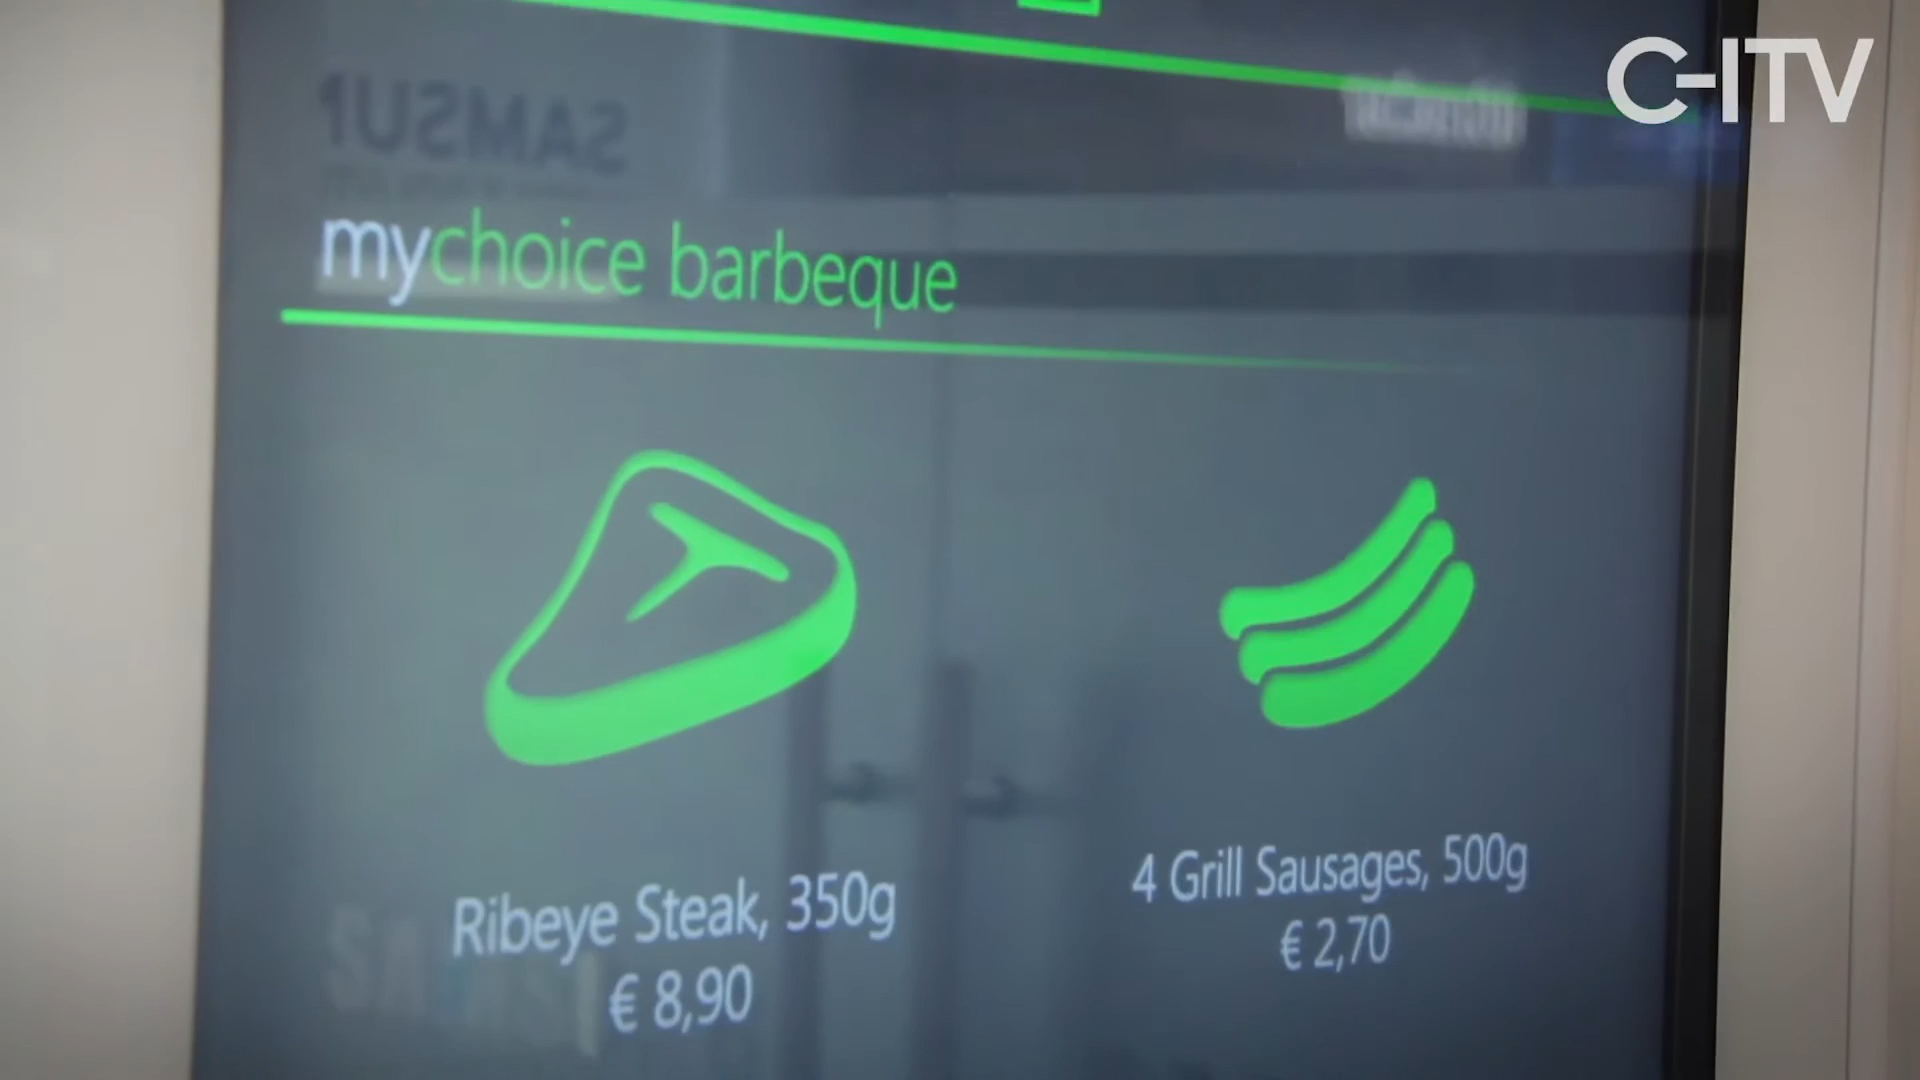 C-ITV
mychoice barbeque
Ribeye Steak, 350g
€ 8,90
4 Grill Sausages, 500g
€ 2,70